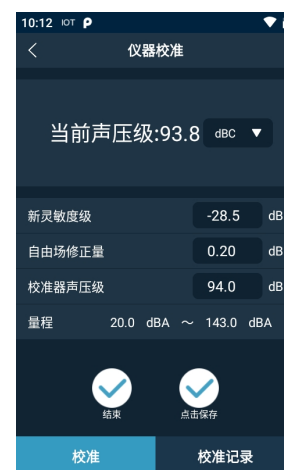 10:12 IOT P
仪器校准
当前声压级:93.8 dBC ▼
新灵敏度级 -28.5 dB
自由场修正量 0.20 dB
校准器声压级 94.0 dB
量程 20.0 dBA ～ 143.0 dBA
结束 点击保存
校准 校准记录